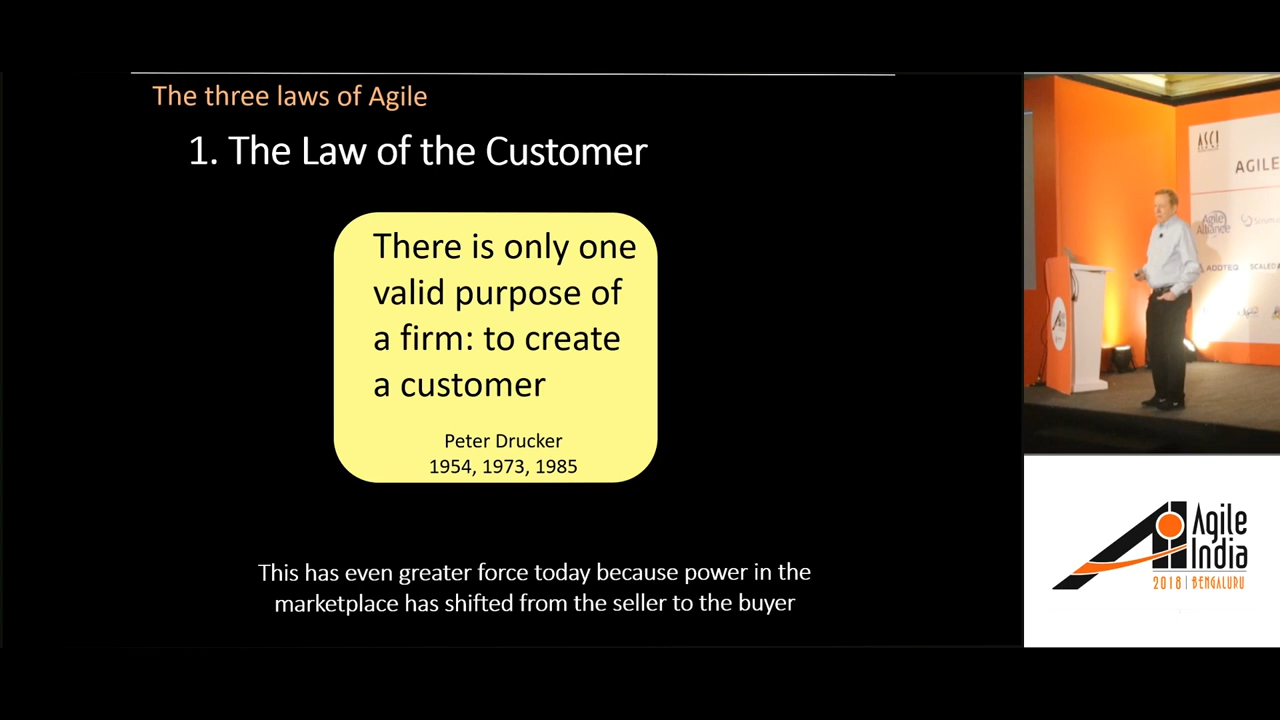 The three laws of Agile
1. The Law of the Customer
There is only one
valid purpose of
a firm: to create
a customer
Peter Drucker
1954, 1973, 1985
This has even greater force today because power in the
marketplace has shifted from the seller to the buyer
ASCI
AGILE
Agile
Alliance
ADDTEQ
SCALED
Agile
India
2018 | BENGALURU